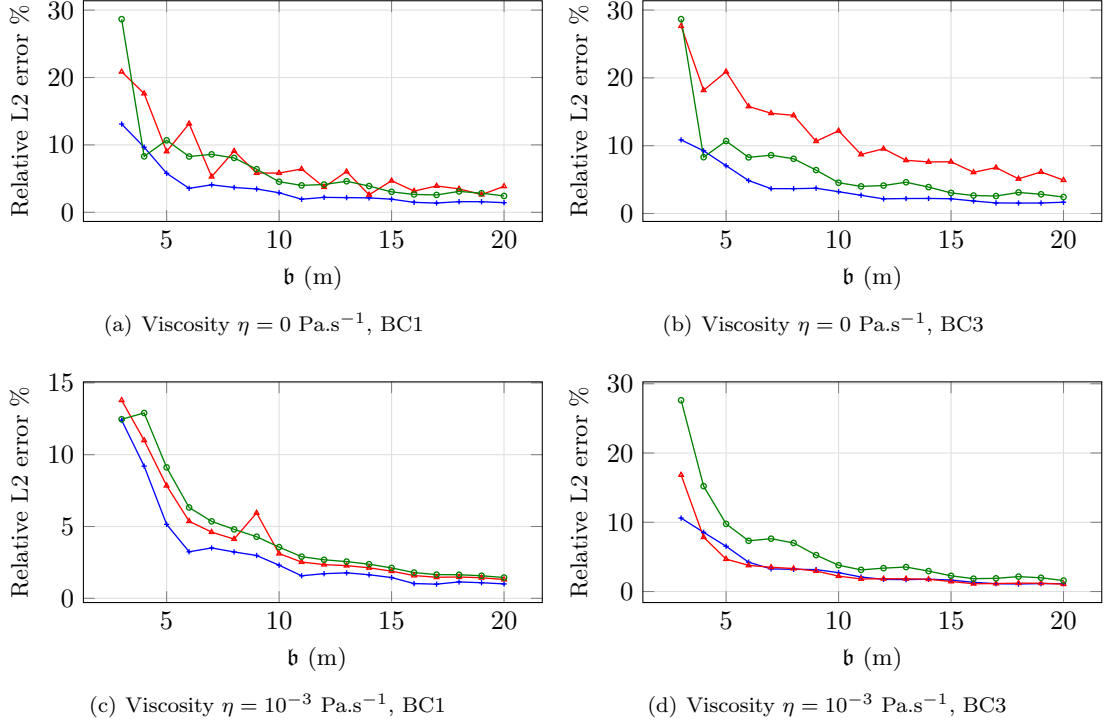 30
20
10
0
Relative L2 error %
5 10 15 20
𝔟 (m)
(a) Viscosity η = 0 Pa.s⁻¹, BC1
30
20
10
0
Relative L2 error %
5 10 15 20
𝔟 (m)
(b) Viscosity η = 0 Pa.s⁻¹, BC3
15
10
5
0
Relative L2 error %
5 10 15 20
𝔟 (m)
(c) Viscosity η = 10⁻³ Pa.s⁻¹, BC1
30
20
10
0
Relative L2 error %
5 10 15 20
𝔟 (m)
(d) Viscosity η = 10⁻³ Pa.s⁻¹, BC3